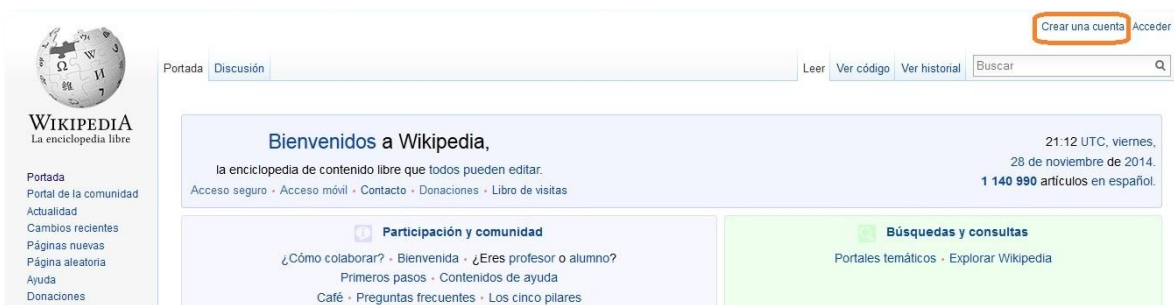 Crear una cuenta Acceder
Portada Discusión Leer Ver código Ver historial Buscar
WIKIPEDIA
La enciclopedia libre
Portada
Portal de la comunidad
Actualidad
Cambios recientes
Páginas nuevas
Página aleatoria
Ayuda
Donaciones
Bienvenidos a Wikipedia,
la enciclopedia de contenido libre que todos pueden editar.
Acceso seguro · Acceso móvil · Contacto · Donaciones · Libro de visitas
21:12 UTC, viernes,
28 de noviembre de 2014.
1 140 990 artículos en español.
Participación y comunidad
¿Cómo colaborar? · Bienvenida · ¿Eres profesor o alumno?
Primeros pasos · Contenidos de ayuda
Café · Preguntas frecuentes · Los cinco pilares
Búsquedas y consultas
Portales temáticos · Explorar Wikipedia